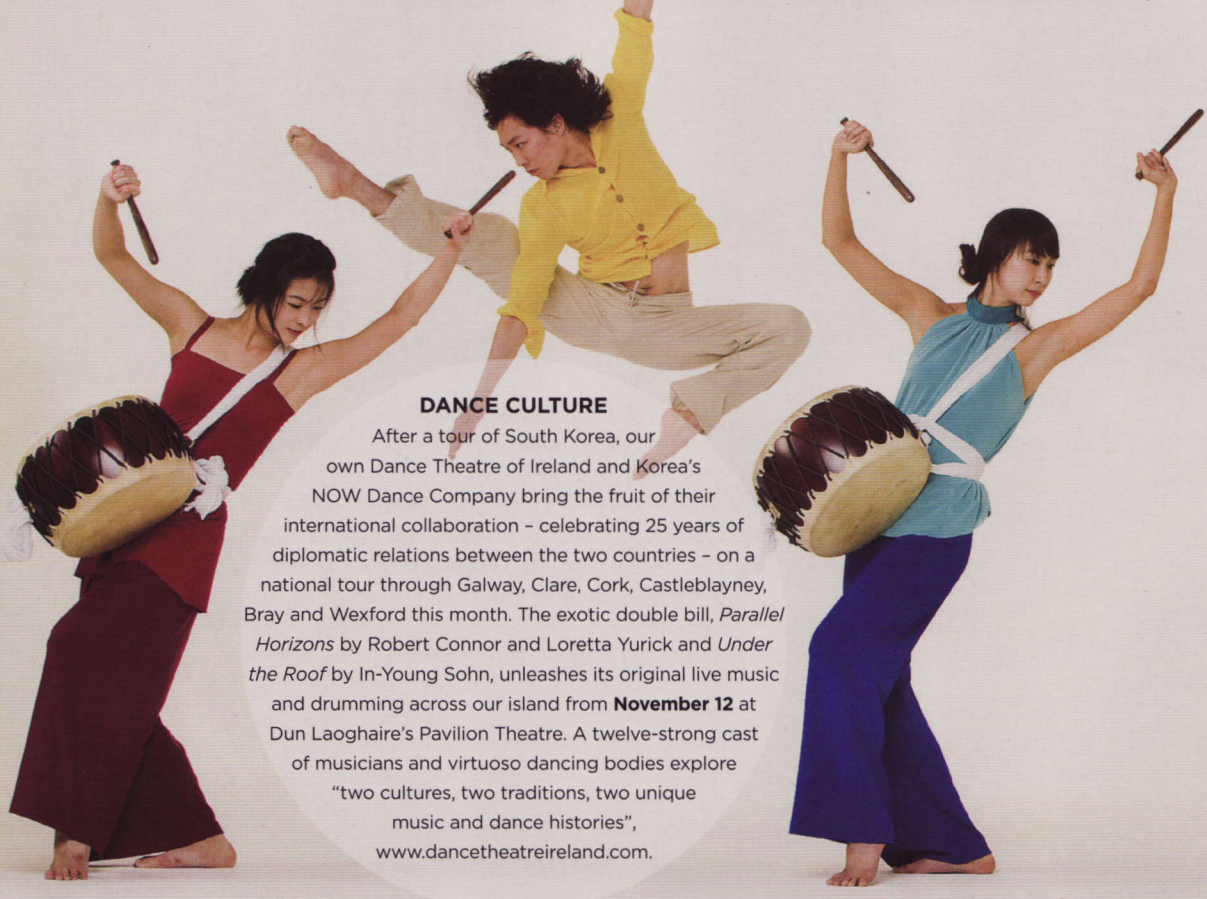 DANCE CULTURE
After a tour of South Korea, our
own Dance Theatre of Ireland and Korea's
NOW Dance Company bring the fruit of their
international collaboration – celebrating 25 years of
diplomatic relations between the two countries – on a
national tour through Galway, Clare, Cork, Castleblayney,
Bray and Wexford this month. The exotic double bill, Parallel
Horizons by Robert Connor and Loretta Yurick and Under
the Roof by In-Young Sohn, unleashes its original live music
and drumming across our island from November 12 at
Dun Laoghaire's Pavilion Theatre. A twelve-strong cast
of musicians and virtuoso dancing bodies explore
“two cultures, two traditions, two unique
music and dance histories”,
www.dancetheatreireland.com.